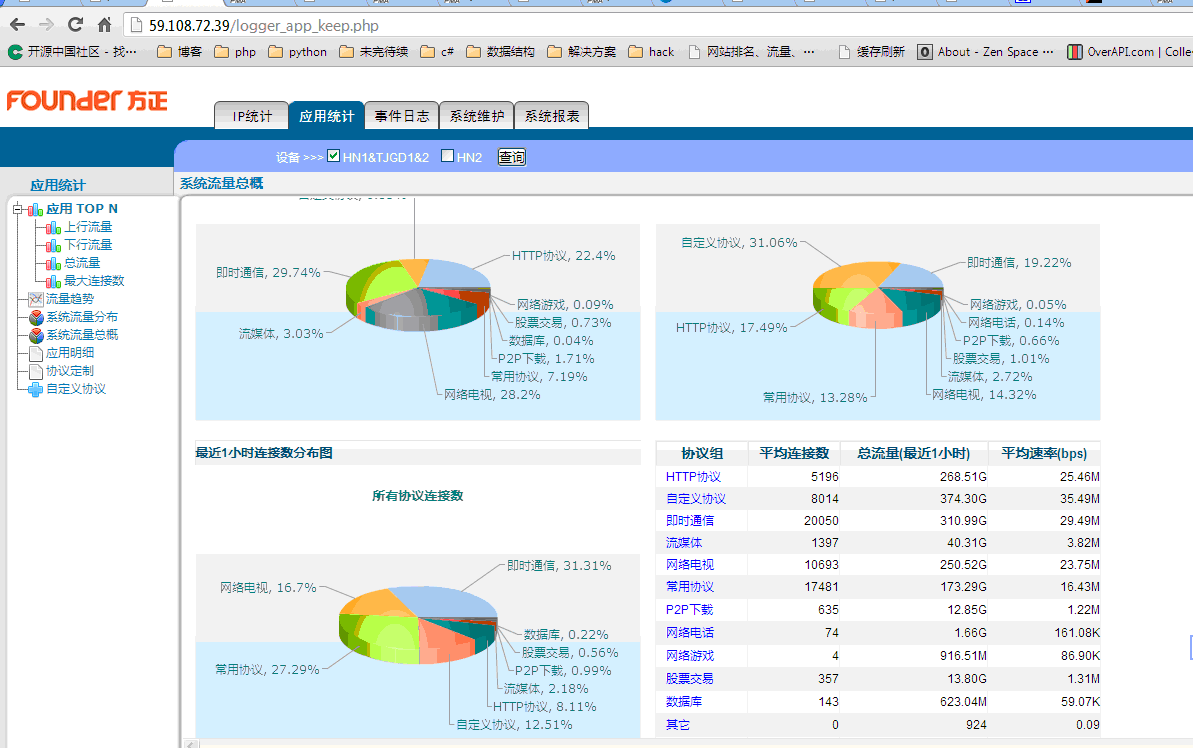 59.108.72.39/logger_app_keep.php
开源中国社区 - 找… 博客 php python 未完待续 c# 数据结构 解决方案 hack 网站排名、流量、… 缓存刷新 About - Zen Space … OverAPI.com | Colle
FOUNDER 方正
IP统计 应用统计 事件日志 系统维护 系统报表
设备 >>> HN1&TJGD1&2 HN2 查询
应用统计
应用 TOP N
上行流量
下行流量
总流量
最大连接数
流量趋势
系统流量分布
系统流量总概
应用明细
协议定制
自定义协议
系统流量总概
HTTP协议, 22.4%
即时通信, 29.74%
网络游戏, 0.09%
股票交易, 0.73%
流媒体, 3.03%
数据库, 0.04%
P2P下载, 1.71%
常用协议, 7.19%
网络电视, 28.2%
自定义协议, 31.06%
即时通信, 19.22%
网络游戏, 0.05%
网络电话, 0.14%
HTTP协议, 17.49%
P2P下载, 0.66%
股票交易, 1.01%
流媒体, 2.72%
网络电视, 14.32%
常用协议, 13.28%
最近1小时连接数分布图
所有协议连接数
即时通信, 31.31%
网络电视, 16.7%
数据库, 0.22%
股票交易, 0.56%
常用协议, 27.29%
P2P下载, 0.99%
流媒体, 2.18%
HTTP协议, 8.11%
自定义协议, 12.51%
协议组 平均连接数 总流量(最近1小时) 平均速率(bps)
HTTP协议 5196 268.51G 25.46M
自定义协议 8014 374.30G 35.49M
即时通信 20050 310.99G 29.49M
流媒体 1397 40.31G 3.82M
网络电视 10693 250.52G 23.75M
常用协议 17481 173.29G 16.43M
P2P下载 635 12.85G 1.22M
网络电话 74 1.66G 161.08K
网络游戏 4 916.51M 86.90K
股票交易 357 13.80G 1.31M
数据库 143 623.04M 59.07K
其它 0 924 0.09